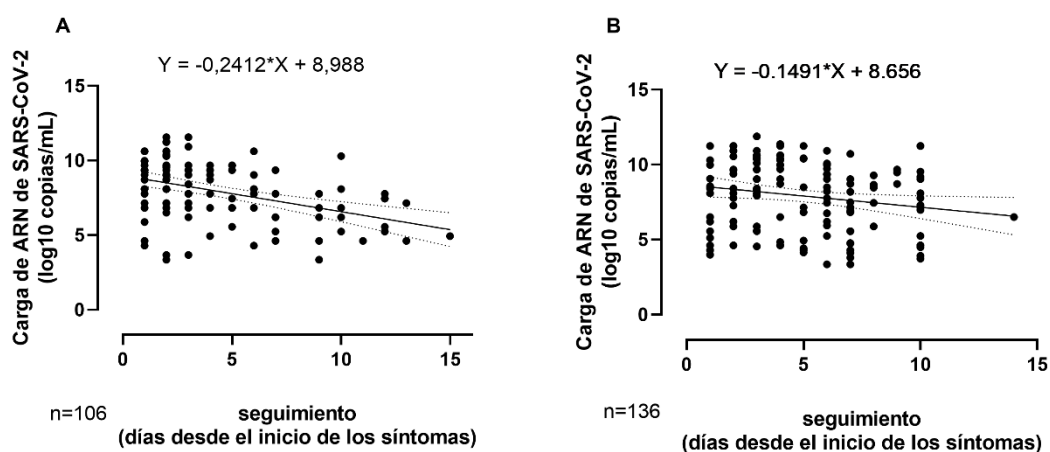 A
Y = -0,2412*X + 8,988
Carga de ARN de SARS-CoV-2
(log10 copias/mL)
15
10
5
0
0 5 10 15
n=106
seguimiento
(días desde el inicio de los síntomas)
B
Y = -0.1491*X + 8.656
Carga de ARN de SARS-CoV-2
(log10 copias/mL)
15
10
5
0
0 5 10 15
n=136
seguimiento
(días desde el inicio de los síntomas)